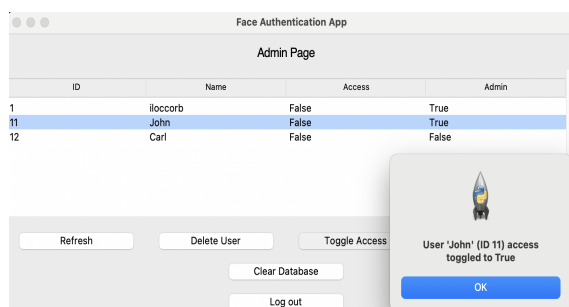 Face Authentication App
Admin Page
ID Name Access Admin
1 iloccorb False True
11 John False True
12 Carl False False
Refresh Delete User Toggle Access
Clear Database
Log out
User 'John' (ID 11) access
toggled to True
OK